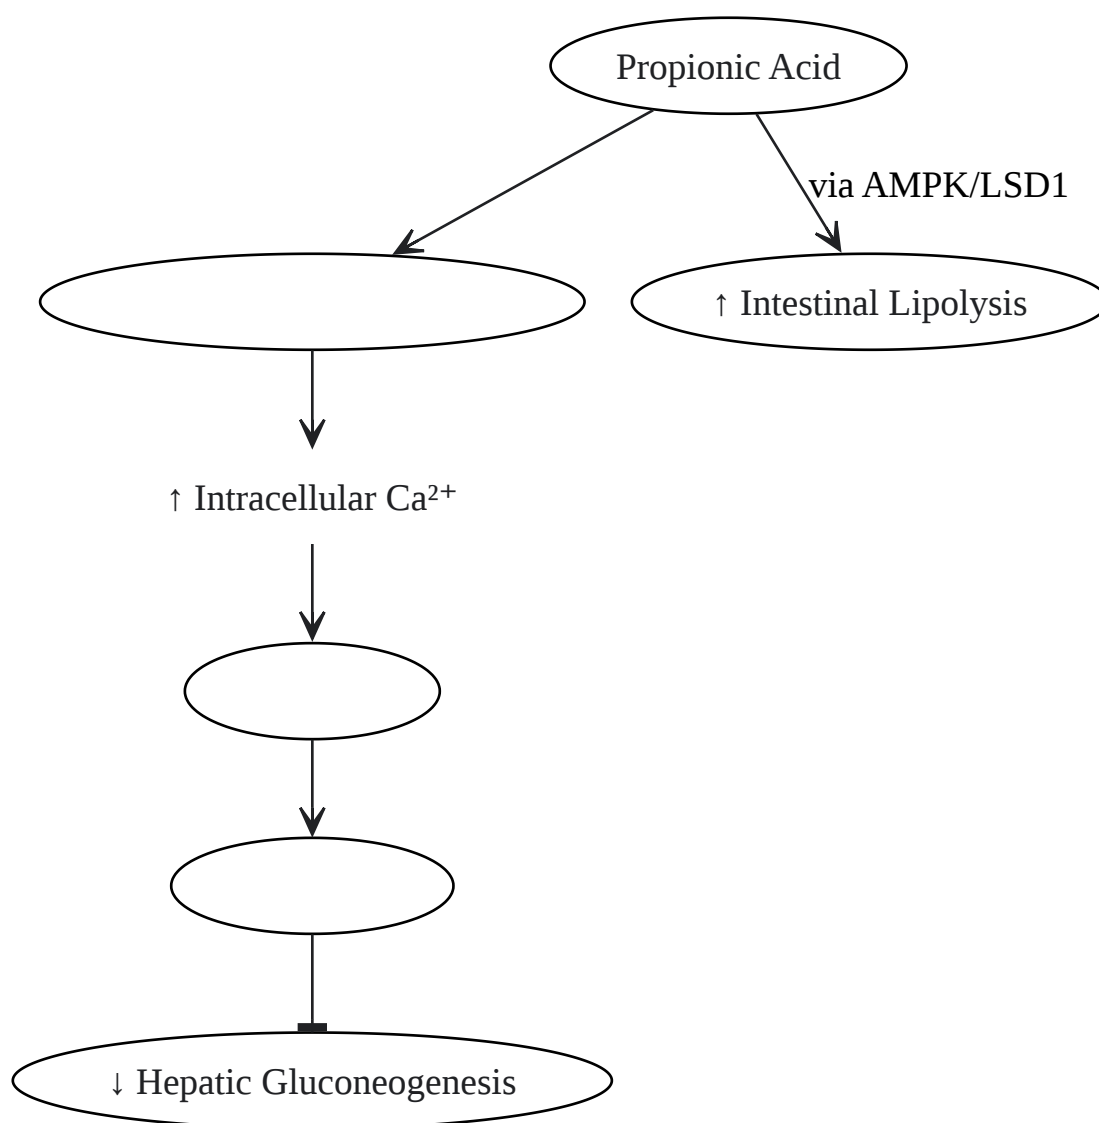 Propionic Acid
via AMPK/LSD1
↑ Intestinal Lipolysis
↑ Intracellular Ca²⁺
↓ Hepatic Gluconeogenesis